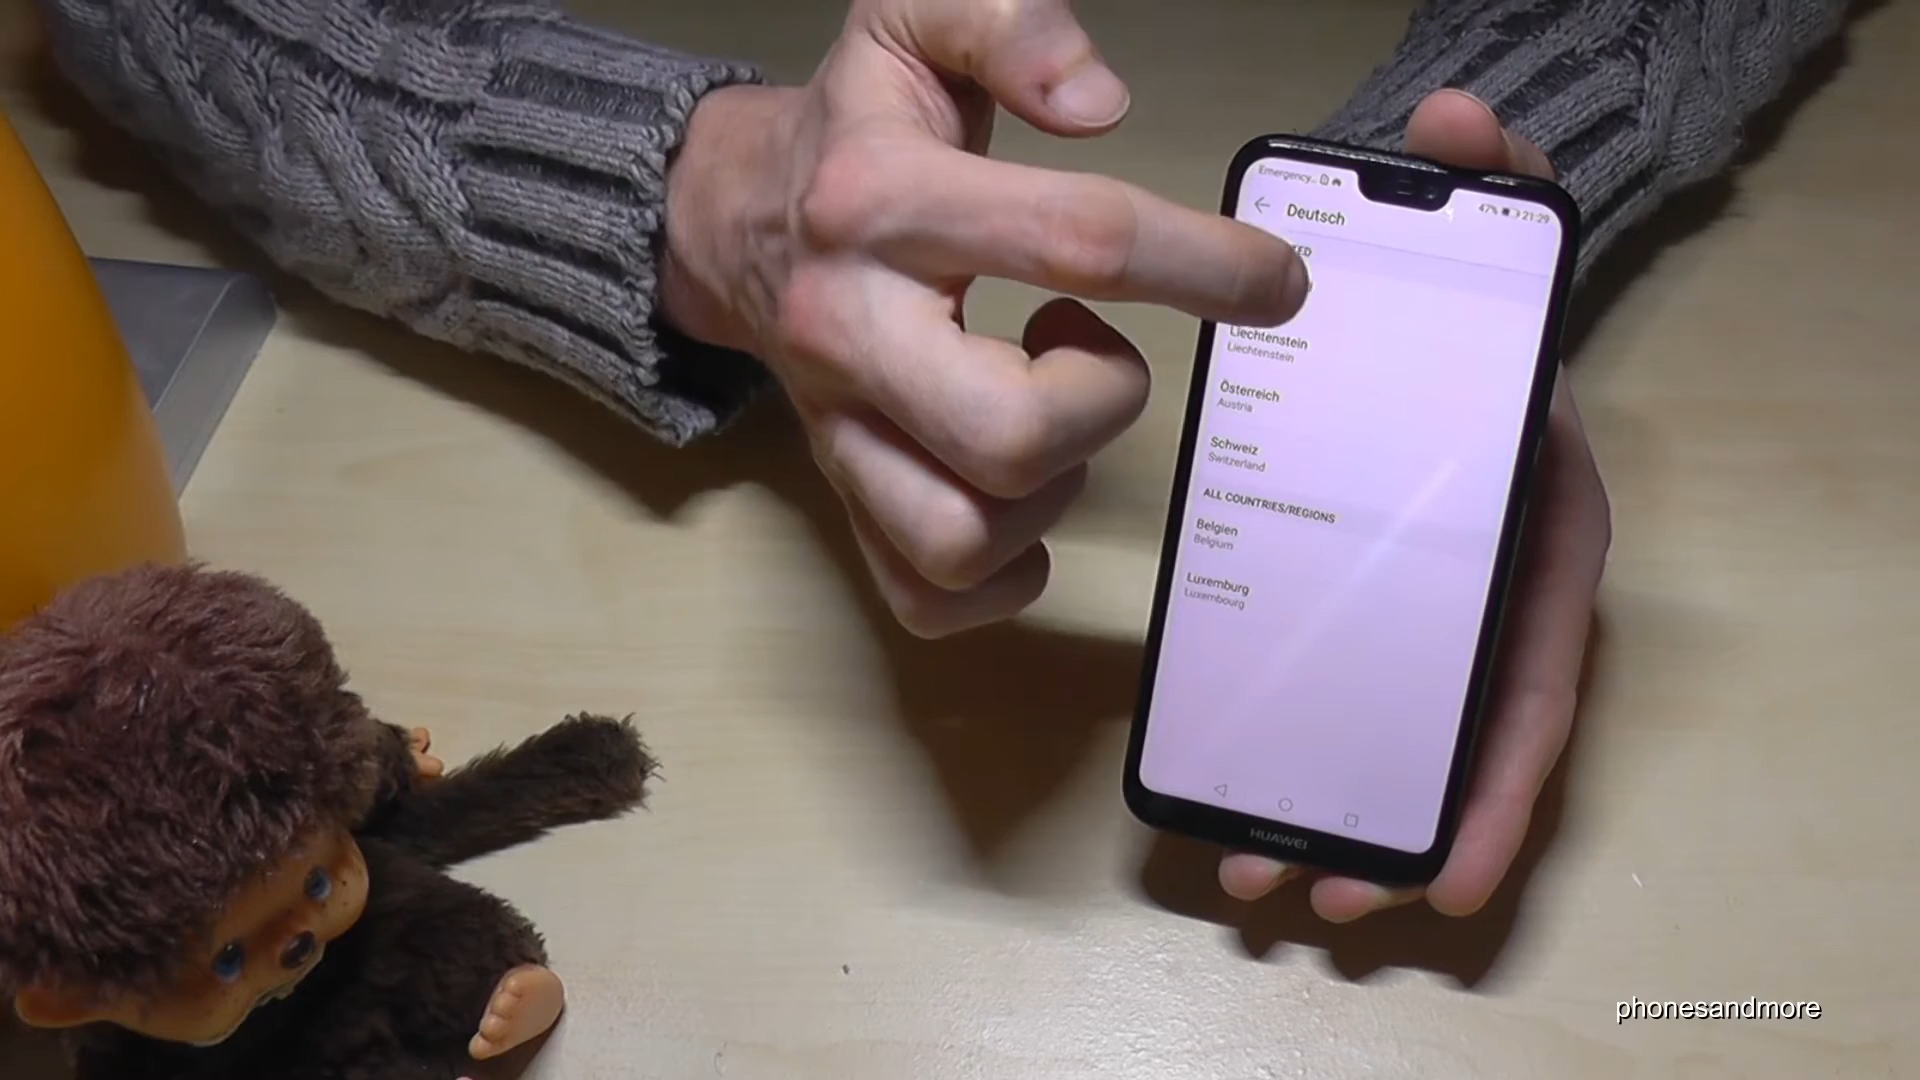 Emergency...
47% 21:29
Deutsch
Liechtenstein
Liechtenstein
Österreich
Austria
Schweiz
Switzerland
ALL COUNTRIES/REGIONS
Belgien
Belgium
Luxemburg
Luxembourg
HUAWEI
phonesandmore